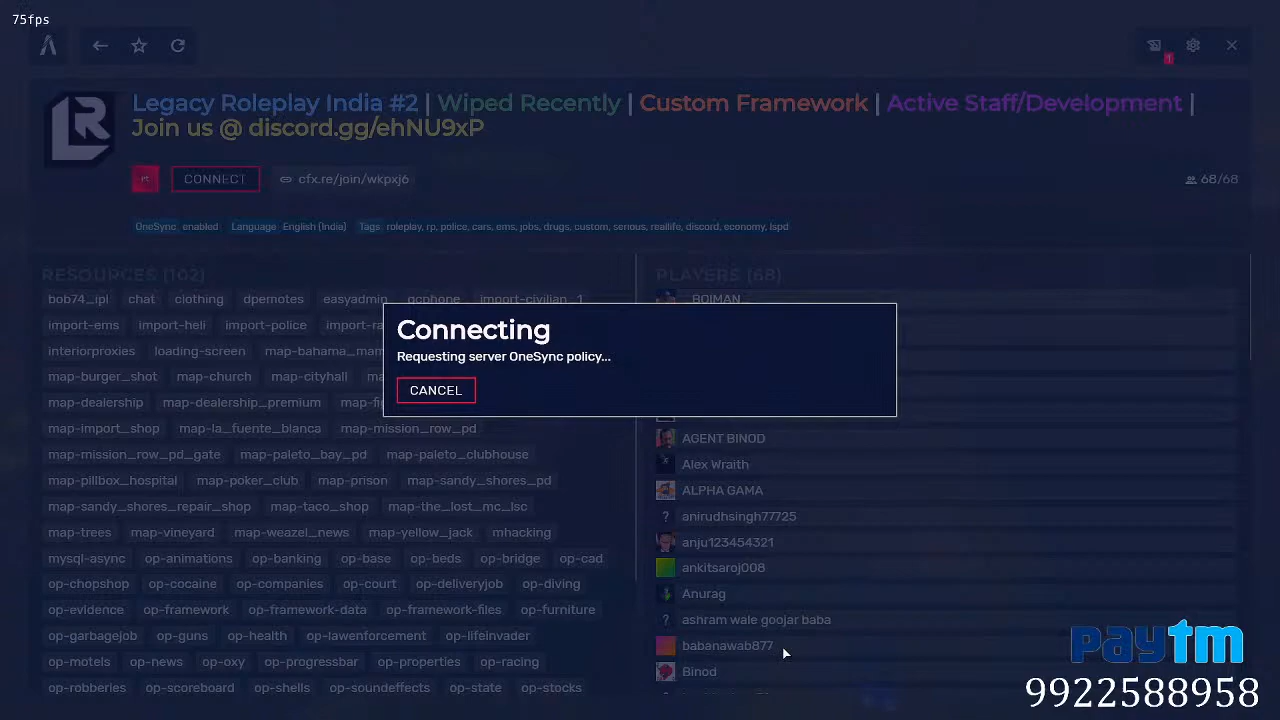 75fps
1
Legacy Roleplay India #2 | Wiped Recently | Custom Framework | Active Staff/Development |
Join us @ discord.gg/ehNU9xP
CONNECT cfx.re/join/wkpxj6 68/68
OneSync enabled Language English (India) Tags roleplay, rp, police, cars, ems, jobs, drugs, custom, serious, reallife, discord, economy, lspd
RESOURCES (102)
bob74_ipl chat clothing dpemotes easyadmin gcphone import-civilian_1
import-ems import-heli import-police
interiorproxies loading-screen
map-burger_shot map-church map-cityhall
map-dealership map-dealership_premium
map-import_shop map-la_fuente_blanca map-mission_row_pd
map-mission_row_pd_gate map-paleto_bay_pd map-paleto_clubhouse
map-pillbox_hospital map-poker_club map-prison map-sandy_shores_pd
map-sandy_shores_repair_shop map-taco_shop map-the_lost_mc_lsc
map-trees map-vineyard map-weazel_news map-yellow_jack mhacking
mysql-async op-animations op-banking op-base op-beds op-bridge op-cad
op-chopshop op-cocaine op-companies op-court op-deliveryjob op-diving
op-evidence op-framework op-framework-data op-framework-files op-furniture
op-garbagejob op-guns op-health op-lawenforcement op-lifeinvader
op-motels op-news op-oxy op-progressbar op-properties op-racing
op-robberies op-scoreboard op-shells op-soundeffects op-state op-stocks
PLAYERS (68)
AGENT BINOD
Alex Wraith
ALPHA GAMA
anirudhsingh77725
anju123454321
ankitsaroj008
Anurag
ashram wale goojar baba
babanawab877
Binod
Connecting
Requesting server OneSync policy...
CANCEL
paytm
9922588958